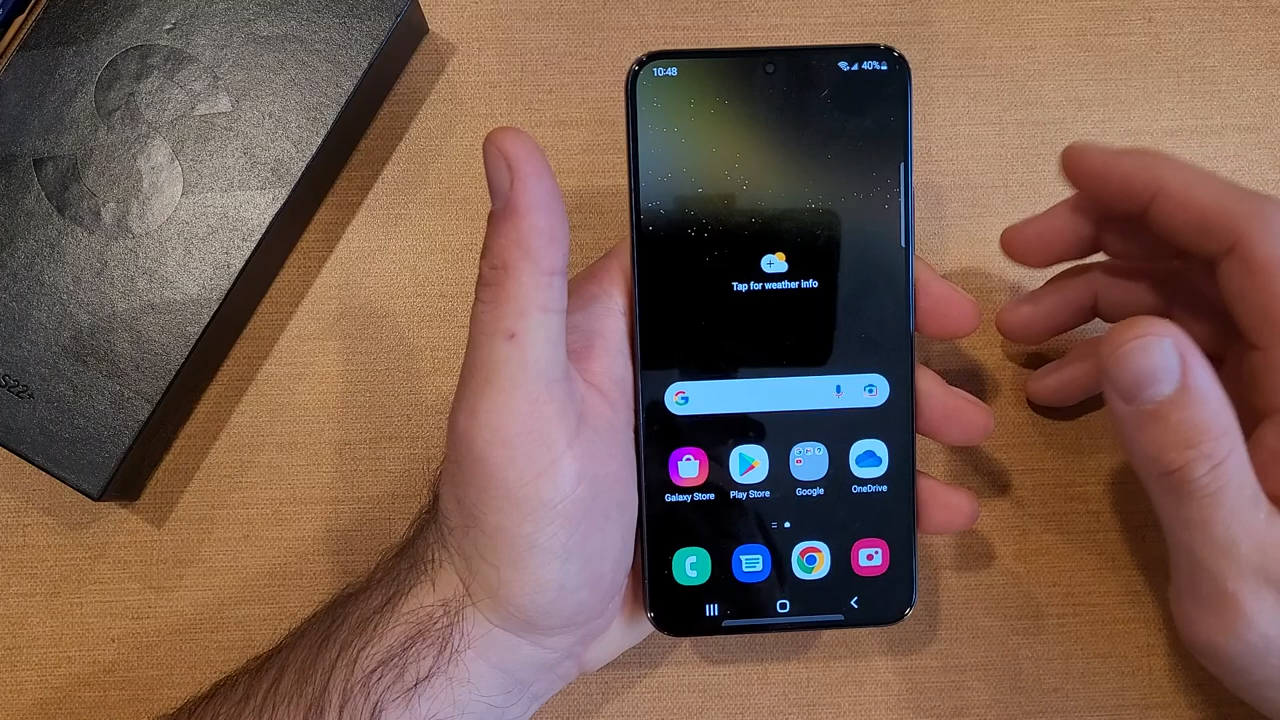 10:48
40%
Tap for weather info
Galaxy Store
Play Store
Google
OneDrive
S22+